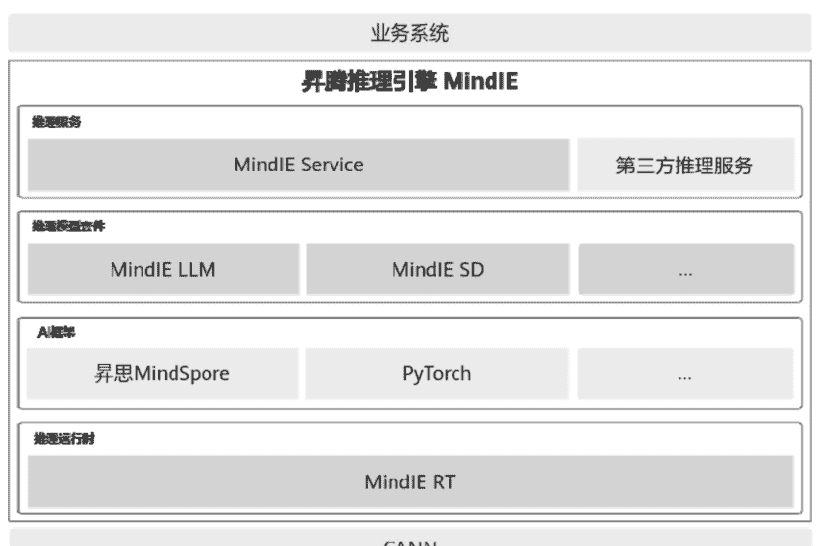 业务系统
昇腾推理引擎 MindIE
推理服务
MindIE Service
第三方推理服务
推理模型套件
MindIE LLM
MindIE SD
...
AI框架
昇思MindSpore
PyTorch
...
推理运行时
MindIE RT
CANN